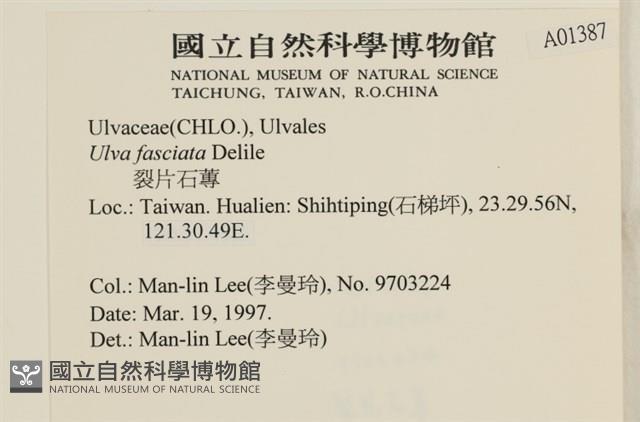 國立自然科學博物館
A01387
NATIONAL MUSEUM OF NATURAL SCIENCE
TAICHUNG, TAIWAN, R.O.CHINA
Ulvaceae(CHLO.), Ulvales
Ulva fasciata Delile
裂片石蓴
Loc.: Taiwan. Hualien: Shihtiping(石梯坪), 23.29.56N,
121.30.49E.
Col.: Man-lin Lee(李曼玲), No. 9703224
Date: Mar. 19, 1997.
Det.: Man-lin Lee(李曼玲)
國立自然科學博物館
NATIONAL MUSEUM OF NATURAL SCIENCE